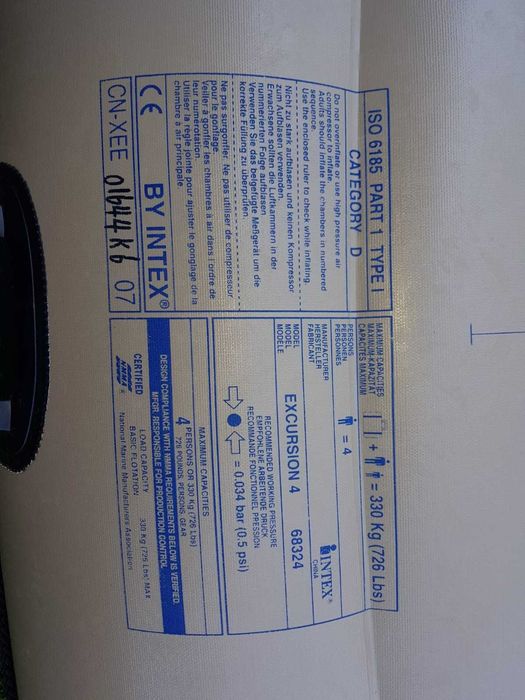 ISO 6185 PART 1 TYPE I
CATEGORY D
Do not overinflate or use high pressure air
compressor to inflate.
Adults should inflate the chambers in numbered
sequence.
Use the enclosed ruler to check while inflating.
Nicht zu stark aufblasen und keinen Kompressor
zum Aufblasen verwenden.
Erwachsene sollten die Luftkammern in der
nummerierten Folge aufblasen.
Verwenden Sie das beigefügte Meßgerät um die
korrekte Füllung zu überprüfen.
Ne pas surgonfler. Ne pas utiliser de compresseur
pour le gonflage.
Veiller à gonfler les chambres à air dans l'ordre de
leur numérotation.
Utiliser la règle jointe pour ajuster le gonglage de la
chambre à air principale.
CE BY INTEX®
CN-XEE 01644K6 07
MAXIMUM CAPACITIES
MAXIMUM-KAPAZITÄT
CAPACITÉS MAXIMUM
+ = 330 Kg (726 Lbs)
PERSONS
PERSONEN
PERSONNES
= 4
MANUFACTURER
HERSTELLER
FABRICANT
INTEX®
CHINA
MODEL
MODEL
MODÈLE
EXCURSION 4 68324
RECOMMENDED WORKING PRESSURE
EMPFOHLENE ARBEITENDE DRUCK
RECOMMANDÉ FONCTIONNEL PRESSION
= 0.034 bar (0.5 psi)
MAXIMUM CAPACITIES
4 PERSONS OR 330 Kg (726 Lbs)
726 POUNDS, PERSONS, GEAR
DESIGN COMPLIANCE WITH NMMA REQUIREMENTS BELOW IS VERIFIED.
MFGR. RESPONSIBLE FOR PRODUCTION CONTROL.
CERTIFIED
NMMA
LOAD CAPACITY 330 Kg (726 Lbs) MAX
BASIC FLOTATION
National Marine Manufacturers Association